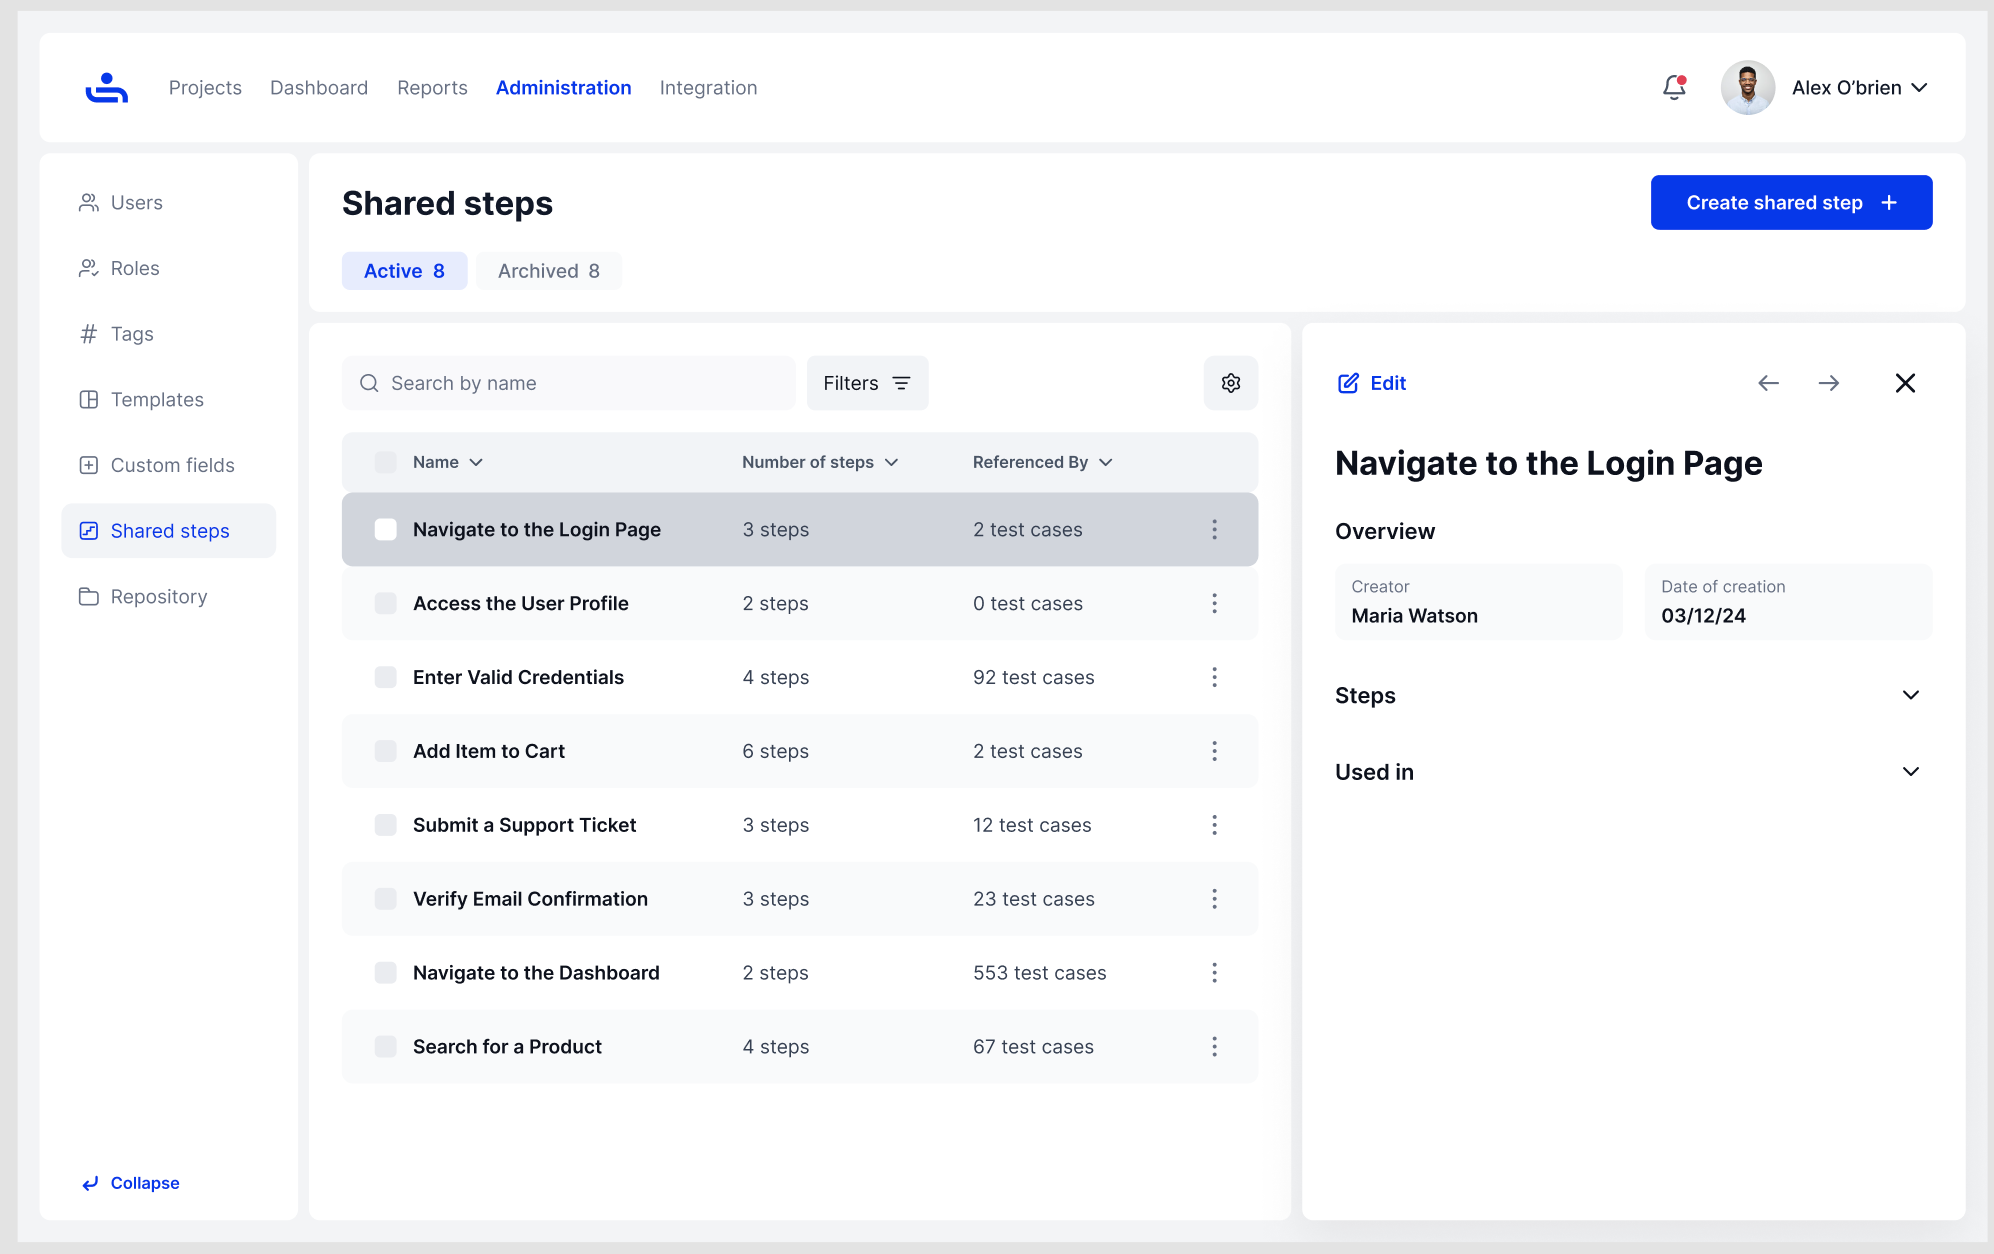 Projects Dashboard Reports Administration Integration Alex O’brien
Users
Roles
Tags
Templates
Custom fields
Shared steps
Repository
Collapse
Shared steps
Create shared step
Active 8 Archived 8
Search by name Filters
Name Number of steps Referenced By
Navigate to the Login Page 3 steps 2 test cases
Access the User Profile 2 steps 0 test cases
Enter Valid Credentials 4 steps 92 test cases
Add Item to Cart 6 steps 2 test cases
Submit a Support Ticket 3 steps 12 test cases
Verify Email Confirmation 3 steps 23 test cases
Navigate to the Dashboard 2 steps 553 test cases
Search for a Product 4 steps 67 test cases
Edit
Navigate to the Login Page
Overview
Creator Date of creation
Maria Watson 03/12/24
Steps
Used in